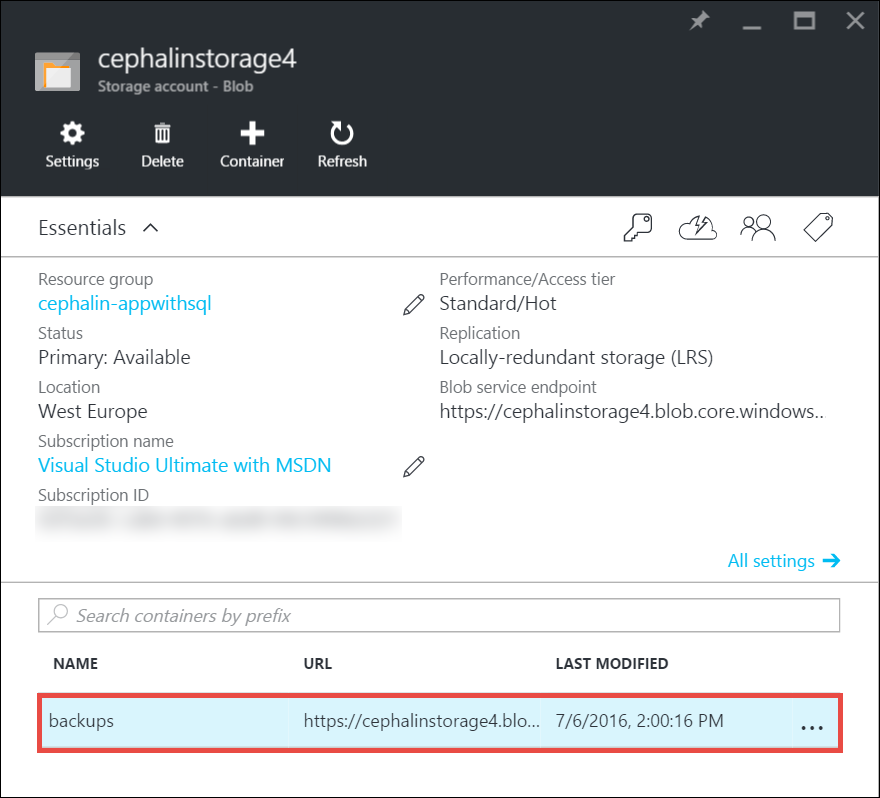 cephalinstorage4
Storage account - Blob
Settings Delete Container Refresh
Essentials
Resource group
cephalin-appwithsql
Performance/Access tier
Standard/Hot
Status
Primary: Available
Replication
Locally-redundant storage (LRS)
Location
West Europe
Blob service endpoint
https://cephalinstorage4.blob.core.windows..
Subscription name
Visual Studio Ultimate with MSDN
Subscription ID
All settings
Search containers by prefix
NAME URL LAST MODIFIED
backups https://cephalinstorage4.blo... 7/6/2016, 2:00:16 PM ...